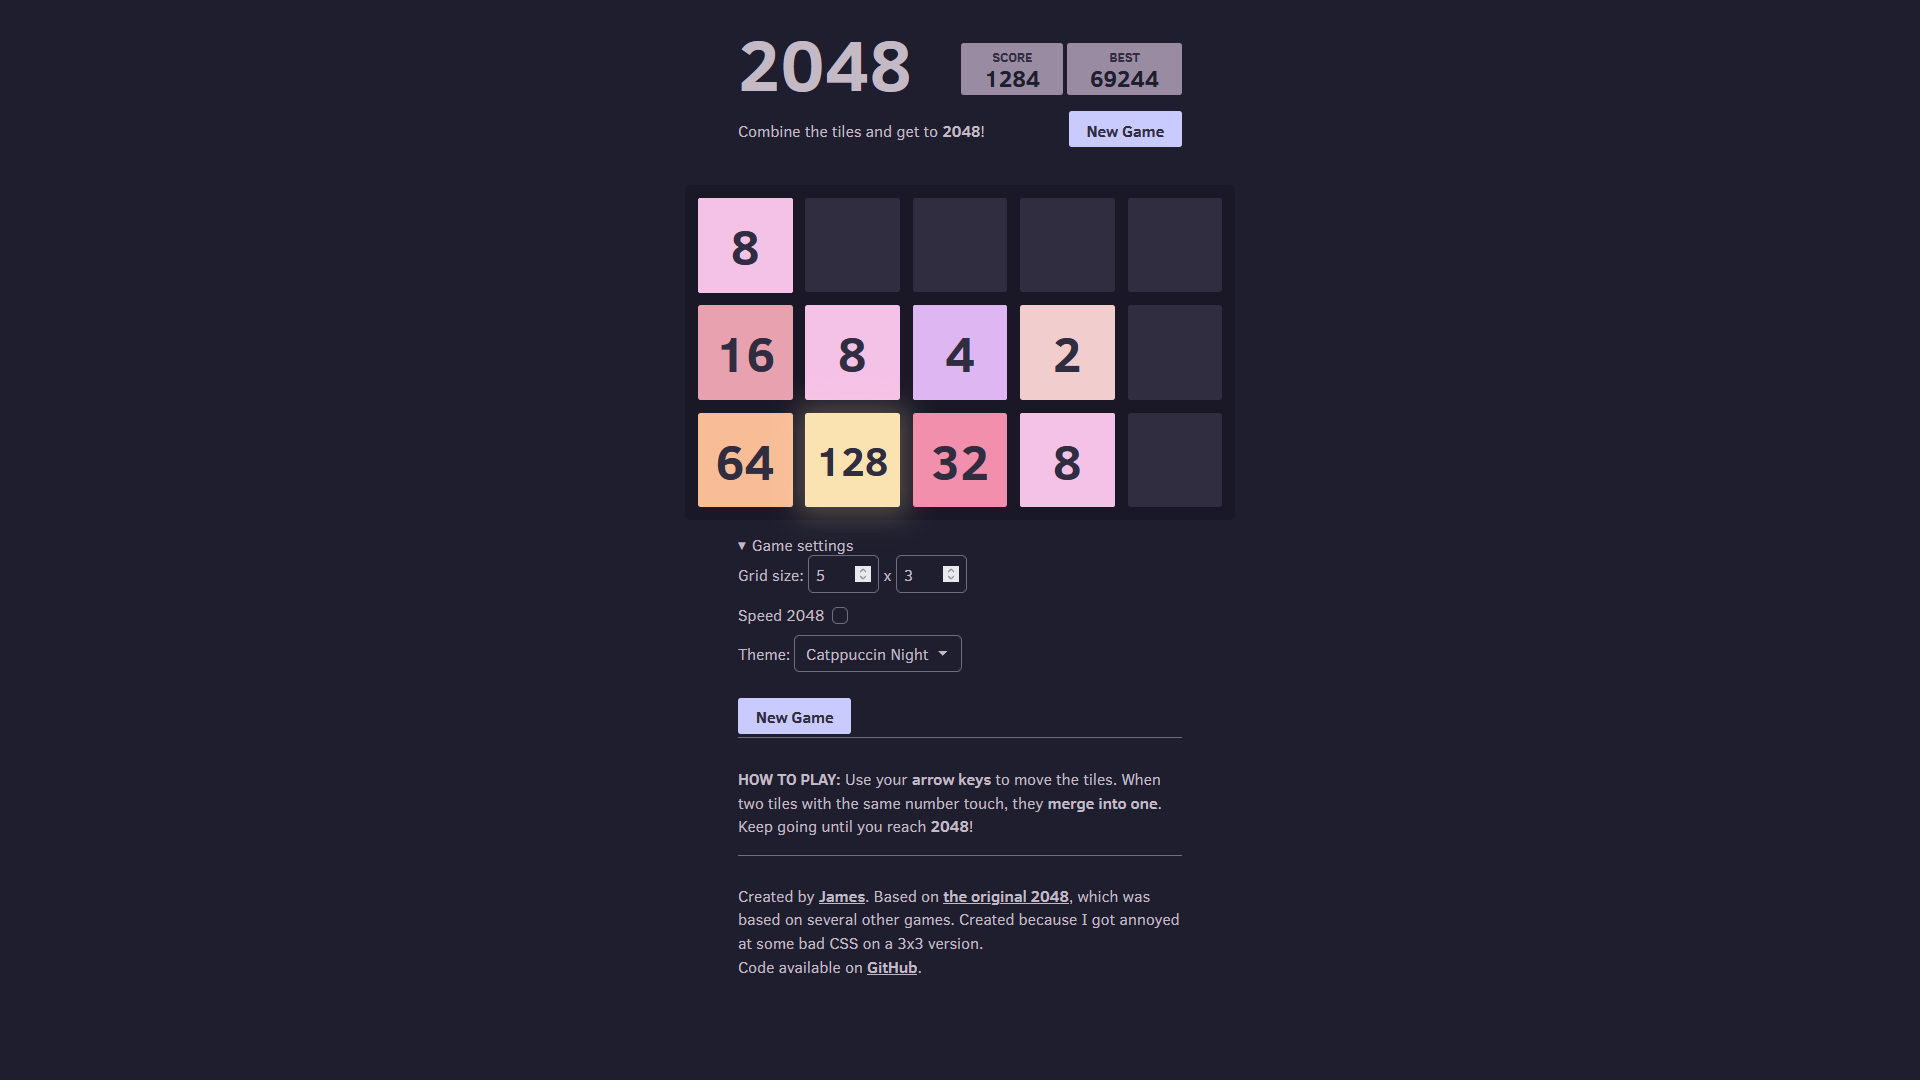 2048
SCORE
1284
BEST
69244
Combine the tiles and get to 2048!
New Game
8
16 8 4 2
64 128 32 8
▼ Game settings
Grid size: 5 x 3
Speed 2048
Theme: Catppuccin Night
New Game
HOW TO PLAY: Use your arrow keys to move the tiles. When
two tiles with the same number touch, they merge into one.
Keep going until you reach 2048!
Created by James. Based on the original 2048, which was
based on several other games. Created because I got annoyed
at some bad CSS on a 3x3 version.
Code available on GitHub.